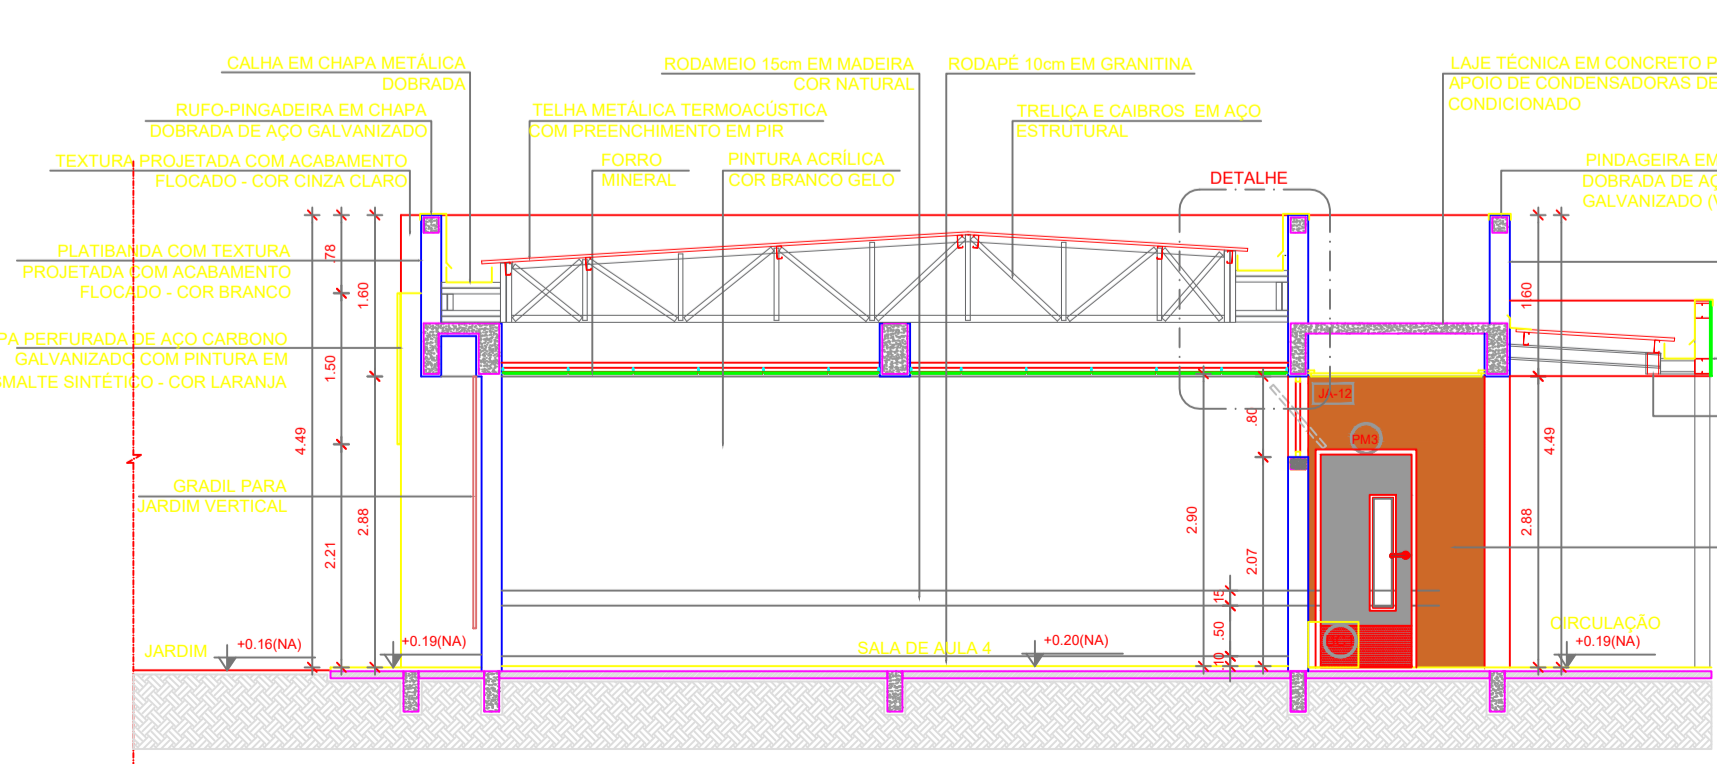 CALHA EM CHAPA METÁLICA
DOBRADA
RODAMEIO 15cm EM MADEIRA
COR NATURAL
RODAPÉ 10cm EM GRANITINA
LAJE TÉCNICA EM CONCRETO P
APOIO DE CONDENSADORAS DE
CONDICIONADO
RUFO-PINGADEIRA EM CHAPA
DOBRADA DE AÇO GALVANIZADO
TELHA METÁLICA TERMOACÚSTICA
COM PREENCHIMENTO EM PIR
TRELIÇA E CAIBROS EM AÇO
ESTRUTURAL
TEXTURA PROJETADA COM ACABAMENTO
FLOCADO - COR CINZA CLARO
FORRO
MINERAL
PINTURA ACRÍLICA
COR BRANCO GELO
DETALHE
PINDAGEIRA EM
DOBRADA DE AÇ
GALVANIZADO (V
PLATIBANDA COM TEXTURA
PROJETADA COM ACABAMENTO
FLOCADO - COR BRANCO
.78
1.60
1.60
PA PERFURADA DE AÇO CARBONO
GALVANIZADO COM PINTURA EM
SMALTE SINTÉTICO - COR LARANJA
1.50
4.49
JA-12
PM3
.80
4.49
GRADIL PARA
JARDIM VERTICAL
2.88
2.21
2.90
2.07
2.88
15
.50
.10
JARDIM
+0.16(NA)
+0.19(NA)
SALA DE AULA 4
+0.20(NA)
CIRCULAÇÃO
+0.19(NA)